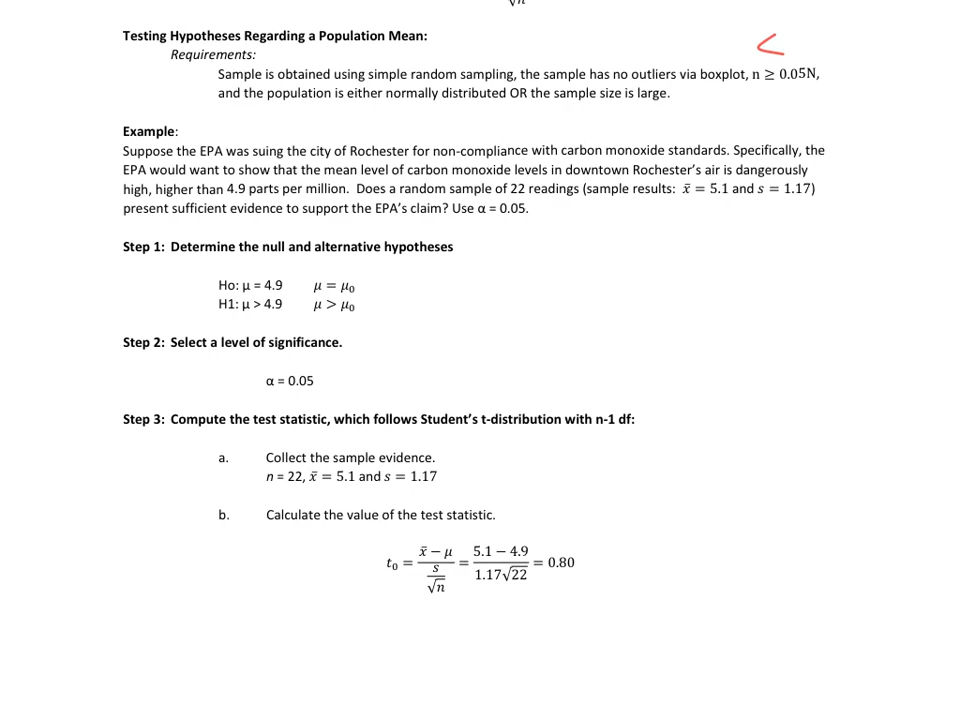 √n
<
Testing Hypotheses Regarding a Population Mean:
Requirements:
Sample is obtained using simple random sampling, the sample has no outliers via boxplot, n ≥ 0.05N,
and the population is either normally distributed OR the sample size is large.
Example:
Suppose the EPA was suing the city of Rochester for non-compliance with carbon monoxide standards. Specifically, the
EPA would want to show that the mean level of carbon monoxide levels in downtown Rochester's air is dangerously
high, higher than 4.9 parts per million. Does a random sample of 22 readings (sample results: x̄ = 5.1 and s = 1.17)
present sufficient evidence to support the EPA's claim? Use α = 0.05.
Step 1: Determine the null and alternative hypotheses
Ho: μ = 4.9 μ = μ₀
H1: μ > 4.9 μ > μ₀
Step 2: Select a level of significance.
α = 0.05
Step 3: Compute the test statistic, which follows Student's t-distribution with n-1 df:
a. Collect the sample evidence.
n = 22, x̄ = 5.1 and s = 1.17
b. Calculate the value of the test statistic.
t₀ = (x̄ − μ)/(s/√n) = (5.1 − 4.9)/(1.17√22) = 0.80